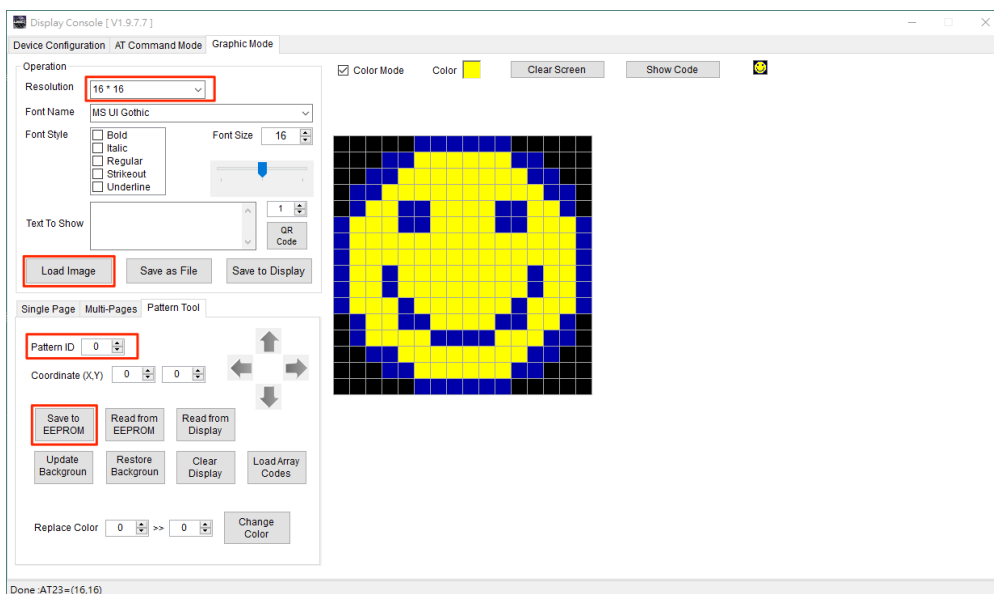 Display Console [ V1.9.7.7 ]
Device Configuration AT Command Mode Graphic Mode
Operation
Resolution 16 * 16
Font Name MS UI Gothic
Font Style Bold
Italic
Regular
Strikeout
Underline
Font Size 16
Text To Show
1
QR
Code
Load Image Save as File Save to Display
Color Mode Color Clear Screen Show Code
Single Page Multi-Pages Pattern Tool
Pattern ID 0
Coordinate (X,Y) 0 0
Save to
EEPROM
Read from
EEPROM
Read from
Display
Update
Backgroun
Restore
Backgroun
Clear
Display
Load Array
Codes
Replace Color 0 >> 0
Change
Color
Done :AT23=(16,16)